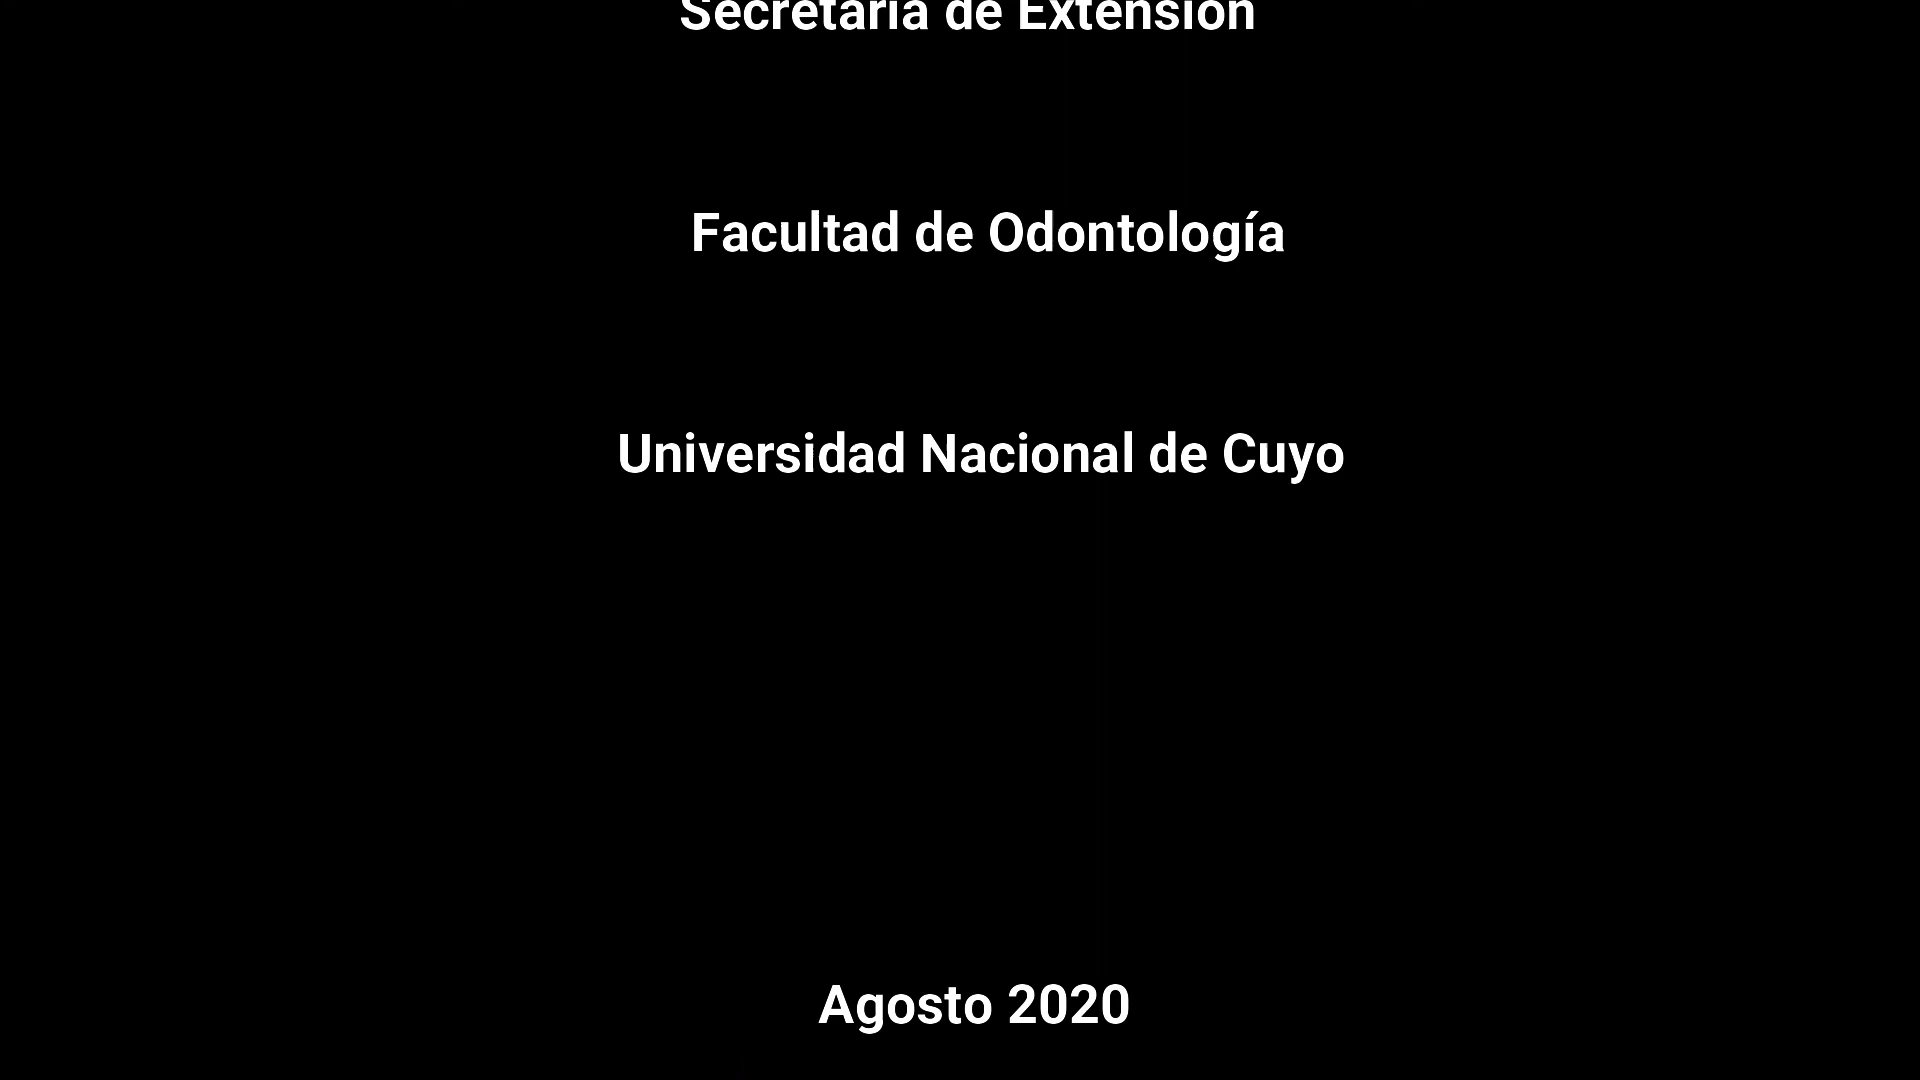 Secretaría de Extensión
Facultad de Odontología
Universidad Nacional de Cuyo
Agosto 2020